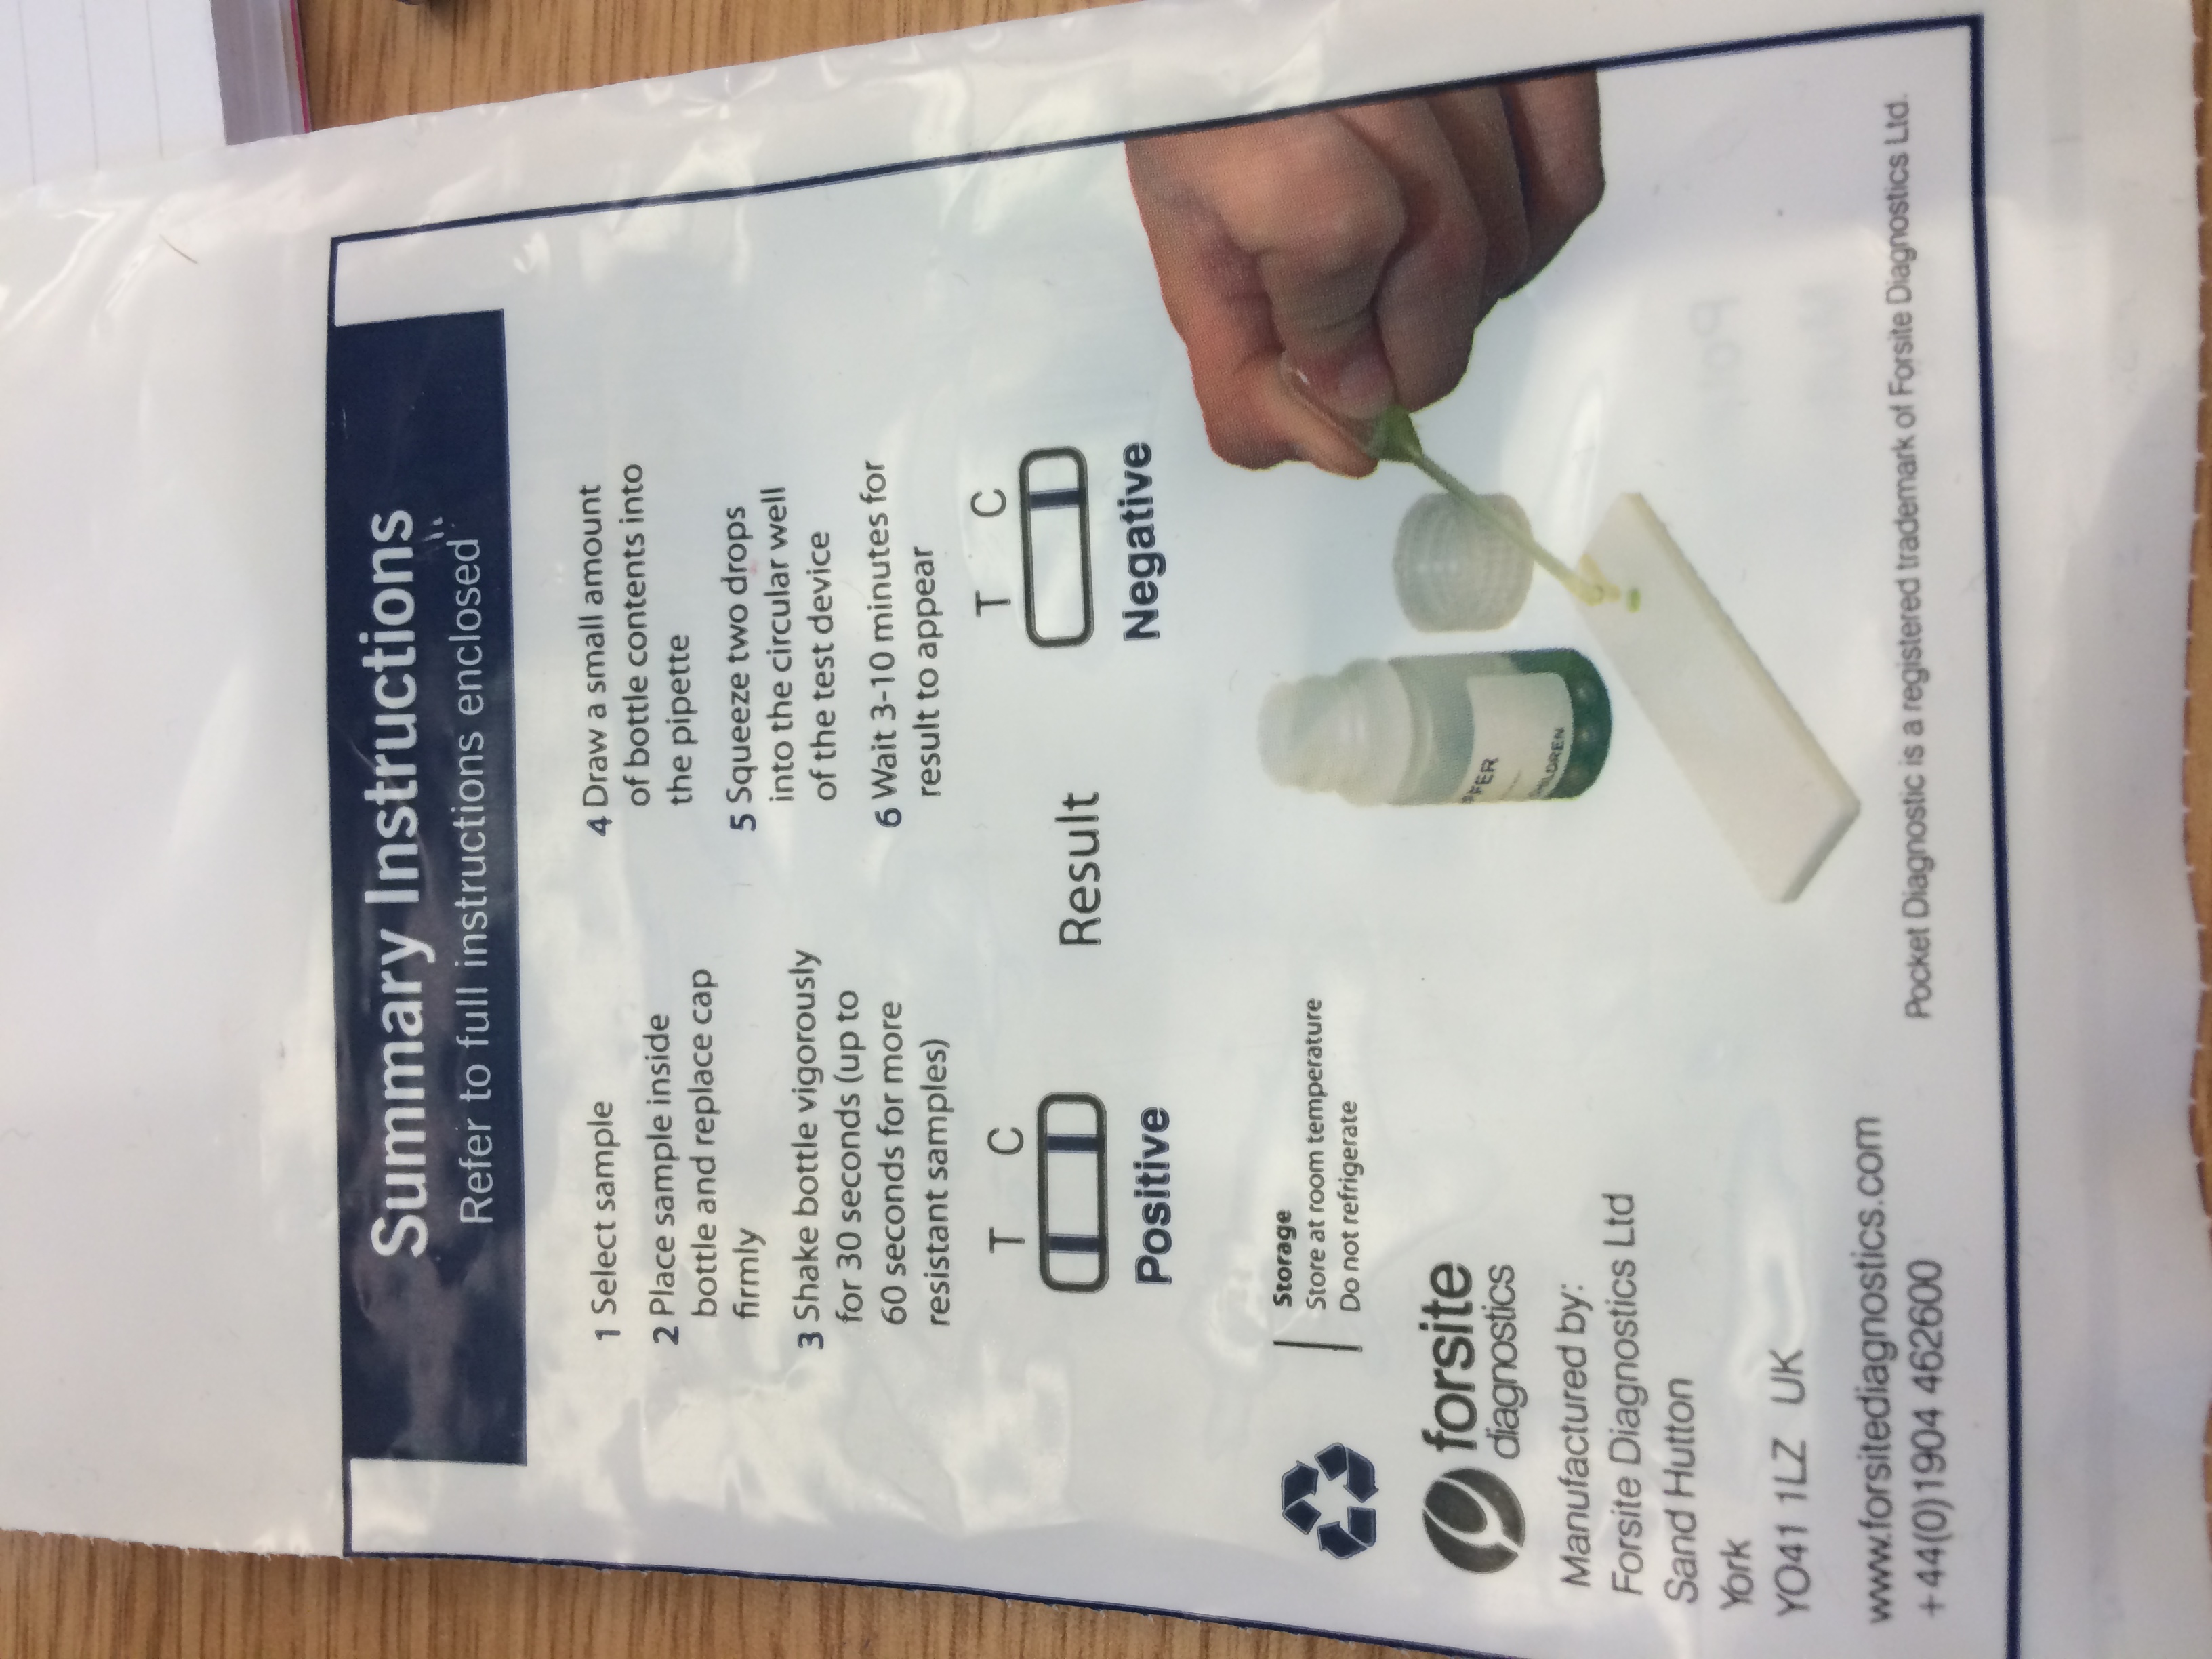 Summary Instructions
Refer to full instructions enclosed
1 Select sample
2 Place sample inside
bottle and replace cap
firmly
3 Shake bottle vigorously
for 30 seconds (up to
60 seconds for more
resistant samples)
4 Draw a small amount
of bottle contents into
the pipette
5 Squeeze two drops
into the circular well
of the test device
6 Wait 3-10 minutes for
result to appear
T C
Positive
Result
T C
Negative
Storage
Store at room temperature
Do not refrigerate
forsite
diagnostics
Manufactured by:
Forsite Diagnostics Ltd
Sand Hutton
York
YO41 1LZ UK
www.forsitediagnostics.com
+44(0)1904 462600
FFER
HILDREN
Pocket Diagnostic is a registered trademark of Forsite Diagnostics Ltd.